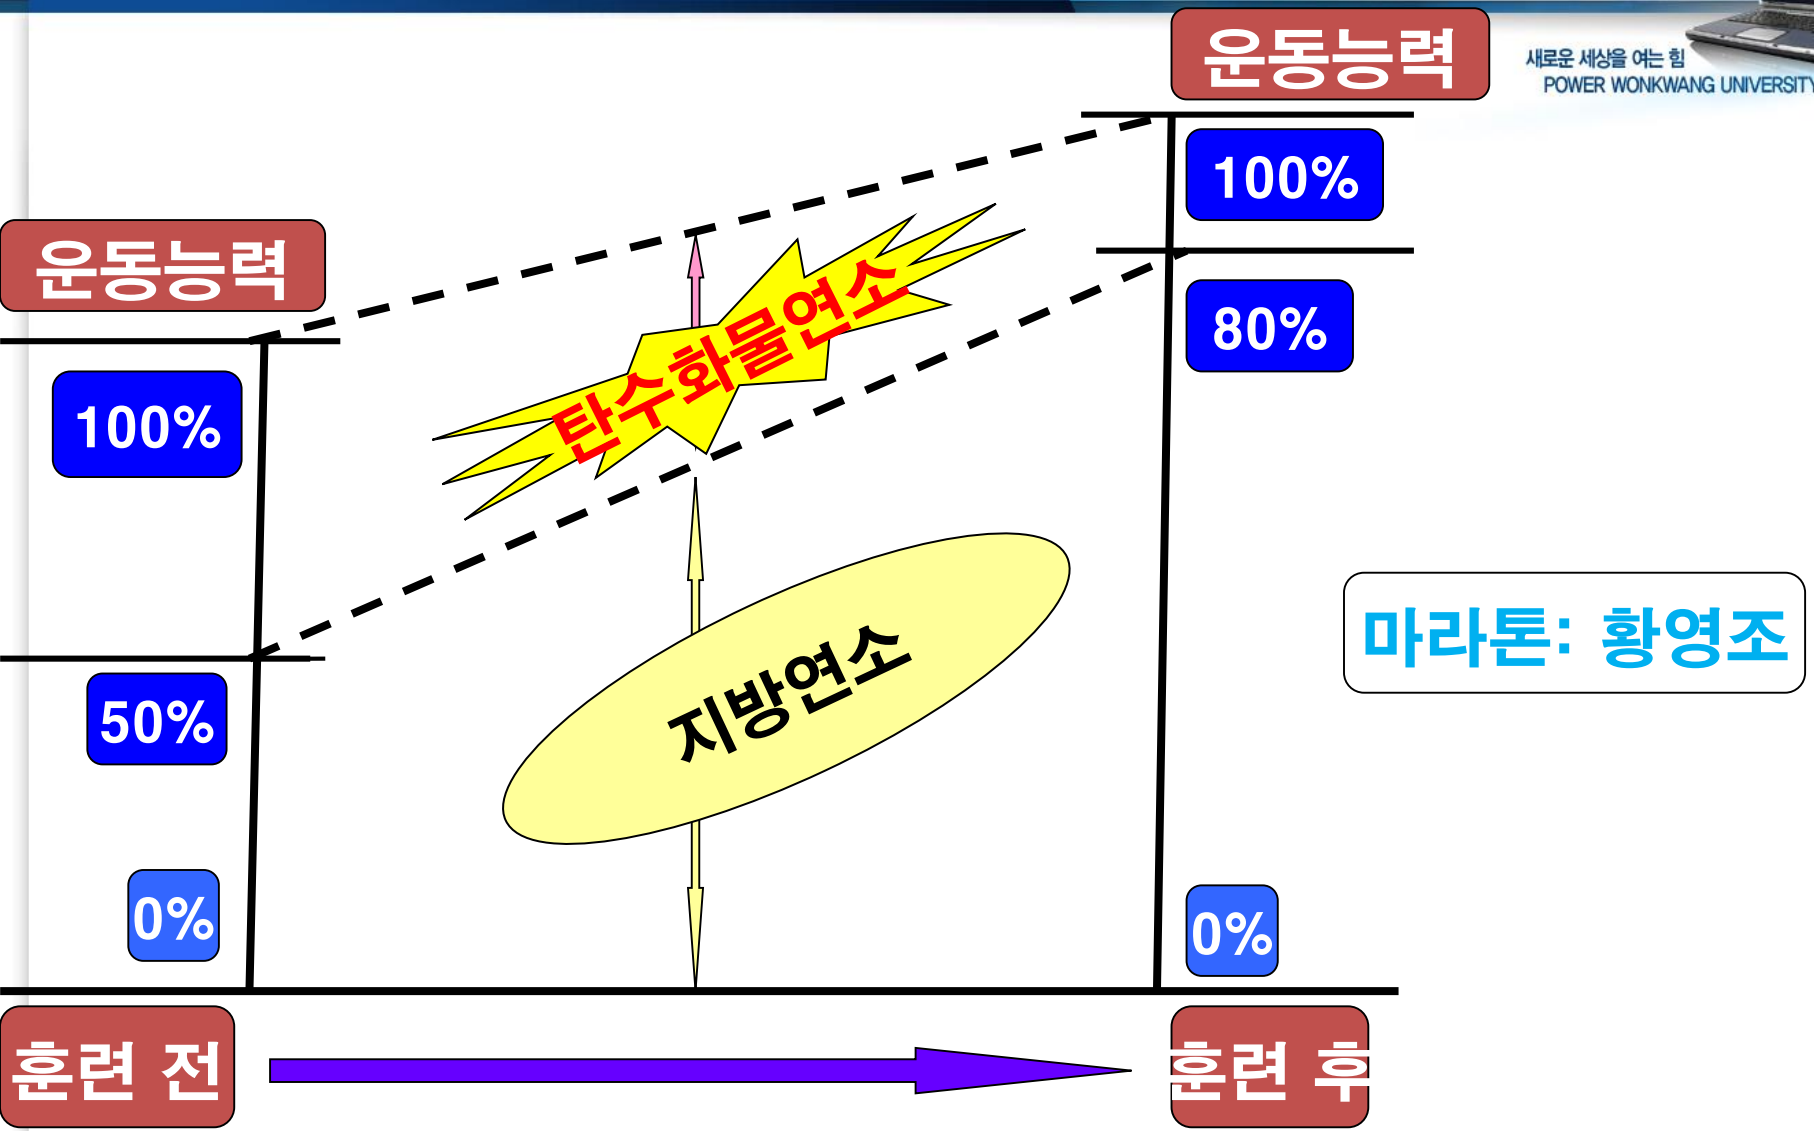 운동능력
새로운 세상을 여는 힘
POWER WONKWANG UNIVERSITY
100%
운동능력
80%
탄수화물연소
100%
지방연소
마라톤: 황영조
50%
0%
0%
훈련 전
훈련 후